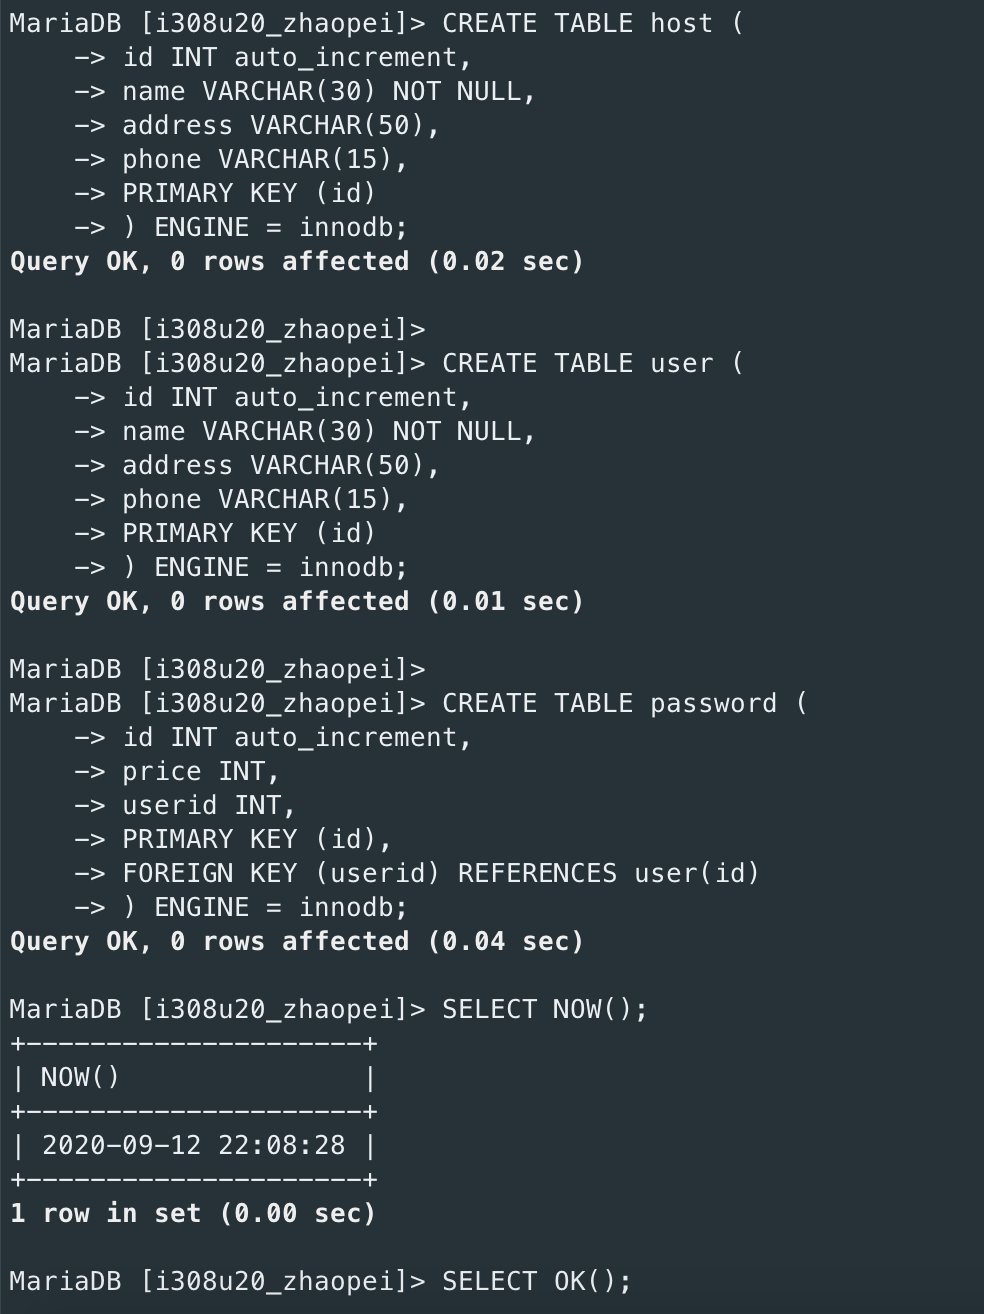 MariaDB [i308u20_zhaopei]> CREATE TABLE host (
    -> id INT auto_increment,
    -> name VARCHAR(30) NOT NULL,
    -> address VARCHAR(50),
    -> phone VARCHAR(15),
    -> PRIMARY KEY (id)
    -> ) ENGINE = innodb;
Query OK, 0 rows affected (0.02 sec)

MariaDB [i308u20_zhaopei]>
MariaDB [i308u20_zhaopei]> CREATE TABLE user (
    -> id INT auto_increment,
    -> name VARCHAR(30) NOT NULL,
    -> address VARCHAR(50),
    -> phone VARCHAR(15),
    -> PRIMARY KEY (id)
    -> ) ENGINE = innodb;
Query OK, 0 rows affected (0.01 sec)

MariaDB [i308u20_zhaopei]>
MariaDB [i308u20_zhaopei]> CREATE TABLE password (
    -> id INT auto_increment,
    -> price INT,
    -> userid INT,
    -> PRIMARY KEY (id),
    -> FOREIGN KEY (userid) REFERENCES user(id)
    -> ) ENGINE = innodb;
Query OK, 0 rows affected (0.04 sec)

MariaDB [i308u20_zhaopei]> SELECT NOW();
+---------------------+
| NOW()               |
+---------------------+
| 2020-09-12 22:08:28 |
+---------------------+
1 row in set (0.00 sec)

MariaDB [i308u20_zhaopei]> SELECT OK();